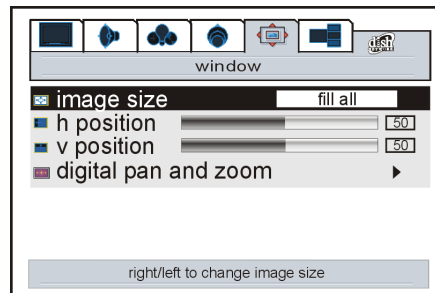 window
image size fill all
h position 50
v position 50
digital pan and zoom
right/left to change image size